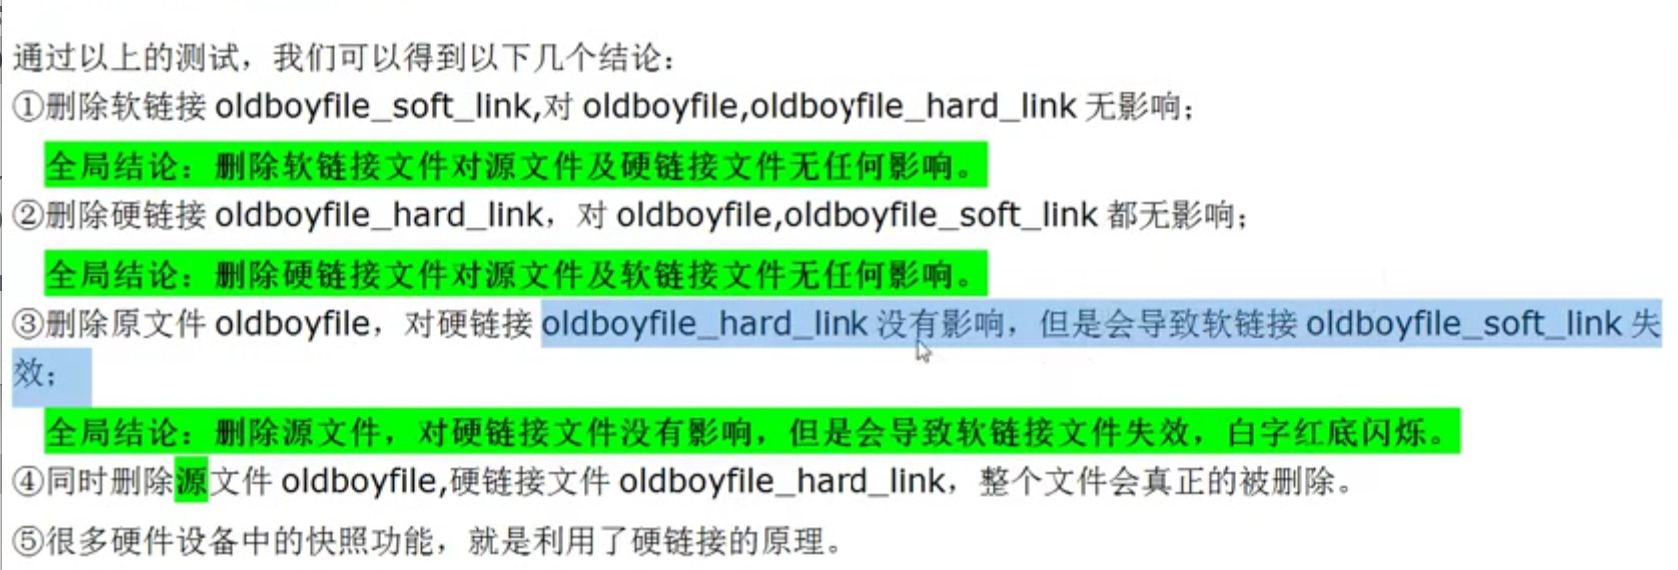 通过以上的测试，我们可以得到以下几个结论：
①删除软链接 oldboyfile_soft_link,对 oldboyfile,oldboyfile_hard_link 无影响；
全局结论：删除软链接文件对源文件及硬链接文件无任何影响。
②删除硬链接 oldboyfile_hard_link，对 oldboyfile,oldboyfile_soft_link 都无影响；
全局结论：删除硬链接文件对源文件及软链接文件无任何影响。
③删除原文件 oldboyfile，对硬链接 oldboyfile_hard_link 没有影响，但是会导致软链接 oldboyfile_soft_link 失
效；
全局结论：删除源文件，对硬链接文件没有影响，但是会导致软链接文件失效，白字红底闪烁。
④同时删除源文件 oldboyfile,硬链接文件 oldboyfile_hard_link，整个文件会真正的被删除。
⑤很多硬件设备中的快照功能，就是利用了硬链接的原理。